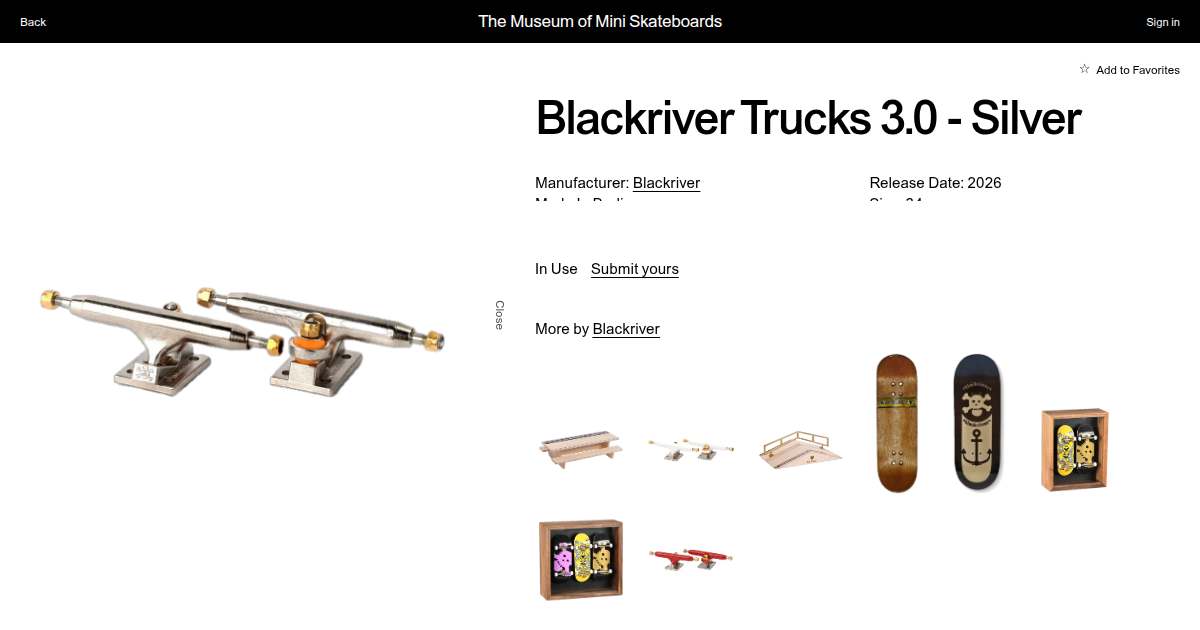 Back
The Museum of Mini Skateboards
Sign in
☆ Add to Favorites
Blackriver Trucks 3.0 - Silver
Manufacturer: Blackriver
Release Date: 2026
In Use Submit yours
Close
More by Blackriver